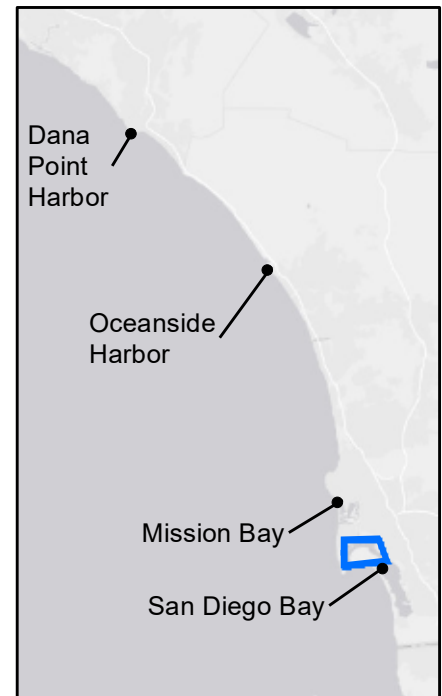 Dana
Point
Harbor
Oceanside
Harbor
Mission Bay
San Diego Bay